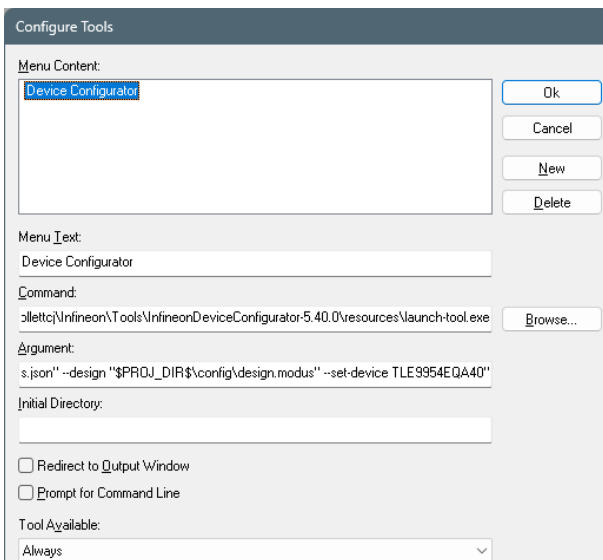 Configure Tools
Menu Content:
Device Configurator
Ok
Cancel
New
Delete
Menu Text:
Device Configurator
Command:
ollettcj\Infineon\Tools\InfineonDeviceConfigurator-5.40.0\resources\launch-tool.exe
Browse...
Argument:
s.json" --design "$PROJ_DIR$\config\design.modus" --set-device TLE9954EQA40"
Initial Directory:
Redirect to Output Window
Prompt for Command Line
Tool Available:
Always